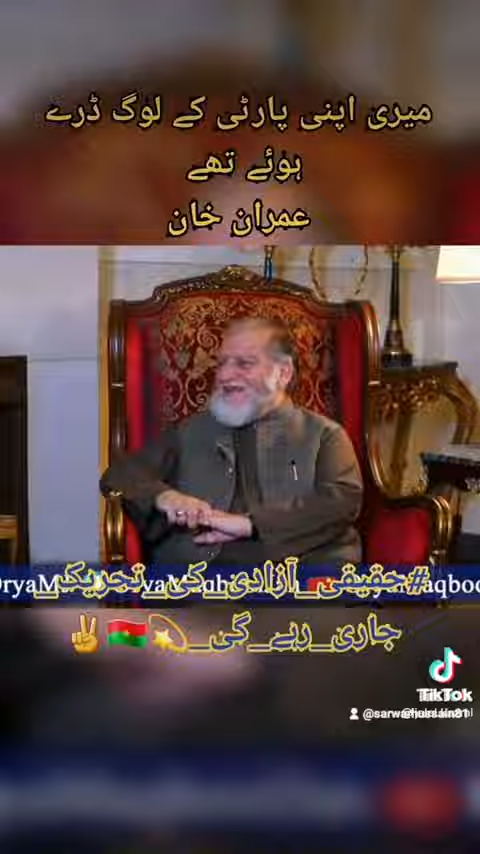 میری اپنی پارٹی کے لوگ ڈرے
ہوئے تھے
عمران خان
#حقیقی_آزادی_کی_تحریک_
جاری_رہے_گی_
TikTok